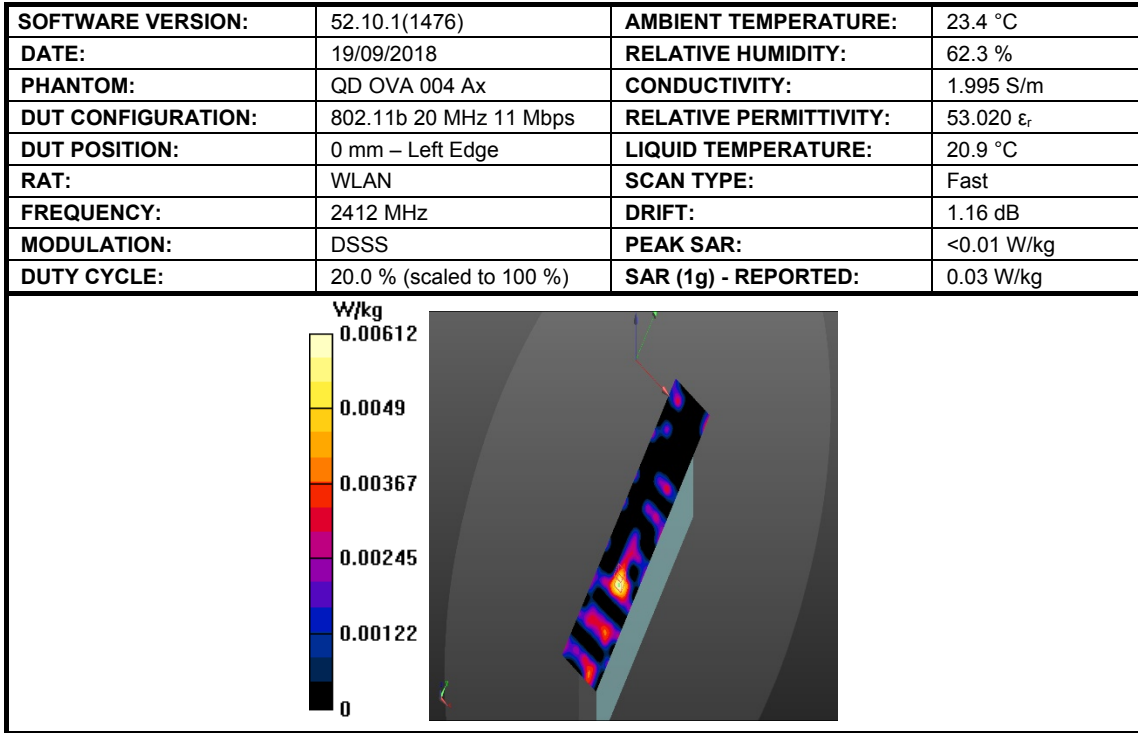 SOFTWARE VERSION: 52.10.1(1476) AMBIENT TEMPERATURE: 23.4 °C
DATE: 19/09/2018 RELATIVE HUMIDITY: 62.3 %
PHANTOM: QD OVA 004 Ax CONDUCTIVITY: 1.995 S/m
DUT CONFIGURATION: 802.11b 20 MHz 11 Mbps RELATIVE PERMITTIVITY: 53.020 εr
DUT POSITION: 0 mm – Left Edge LIQUID TEMPERATURE: 20.9 °C
RAT: WLAN SCAN TYPE: Fast
FREQUENCY: 2412 MHz DRIFT: 1.16 dB
MODULATION: DSSS PEAK SAR: <0.01 W/kg
DUTY CYCLE: 20.0 % (scaled to 100 %) SAR (1g) - REPORTED: 0.03 W/kg
W/kg
0.00612
0.0049
0.00367
0.00245
0.00122
0